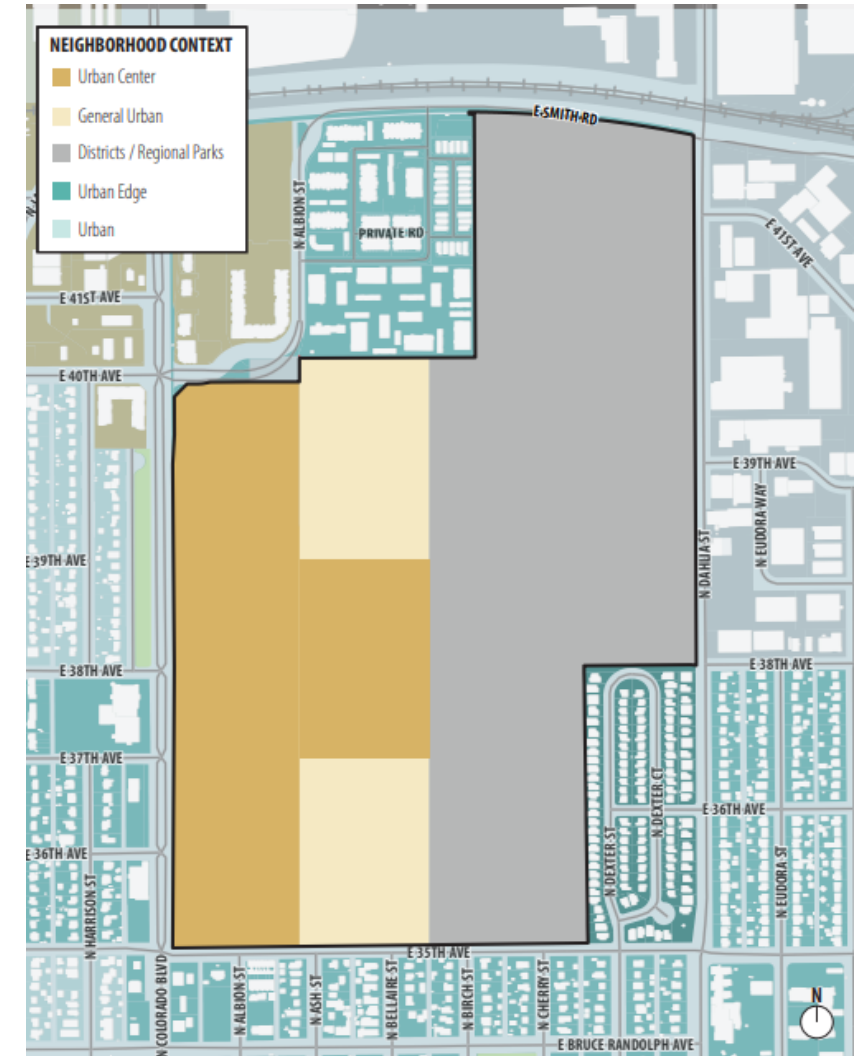 NEIGHBORHOOD CONTEXT
Urban Center
General Urban
Districts / Regional Parks
Urban Edge
Urban
E SMITH RD
N ALBION ST
PRIVATE RD
E 41ST AVE
E 41ST AVE
E 40TH AVE
E 39TH AVE
N EUDORA WAY
E 39TH AVE
N DAHLIA ST
E 38TH AVE
E 38TH AVE
E 37TH AVE
N DEXTER CT
E 36TH AVE
N DEXTER ST
E 36TH AVE
N HARRISON ST
N EUDORA ST
E 35TH AVE
N COLORADO BLVD
N ALBION ST
N ASH ST
N BELLAIRE ST
N BIRCH ST
N CHERRY ST
N
E BRUCE RANDOLPH AVE